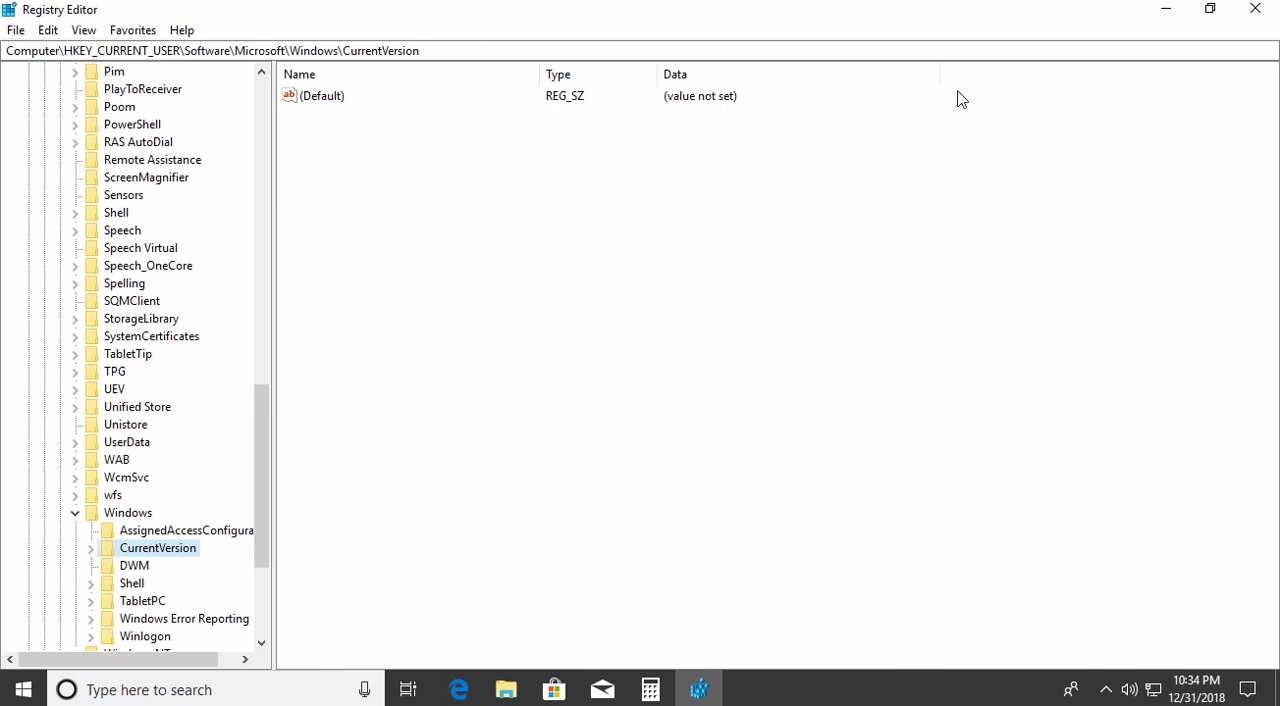 Registry Editor
File Edit View Favorites Help
Computer\HKEY_CURRENT_USER\Software\Microsoft\Windows\CurrentVersion
Name Type Data
ab (Default) REG_SZ (value not set)
Pim
PlayToReceiver
Poom
PowerShell
RAS AutoDial
Remote Assistance
ScreenMagnifier
Sensors
Shell
Speech
Speech Virtual
Speech_OneCore
Spelling
SQMClient
StorageLibrary
SystemCertificates
TabletTip
TPG
UEV
Unified Store
Unistore
UserData
WAB
WcmSvc
wfs
Windows
AssignedAccessConfigura
CurrentVersion
DWM
Shell
TabletPC
Windows Error Reporting
Winlogon
Type here to search
10:34 PM
12/31/2018